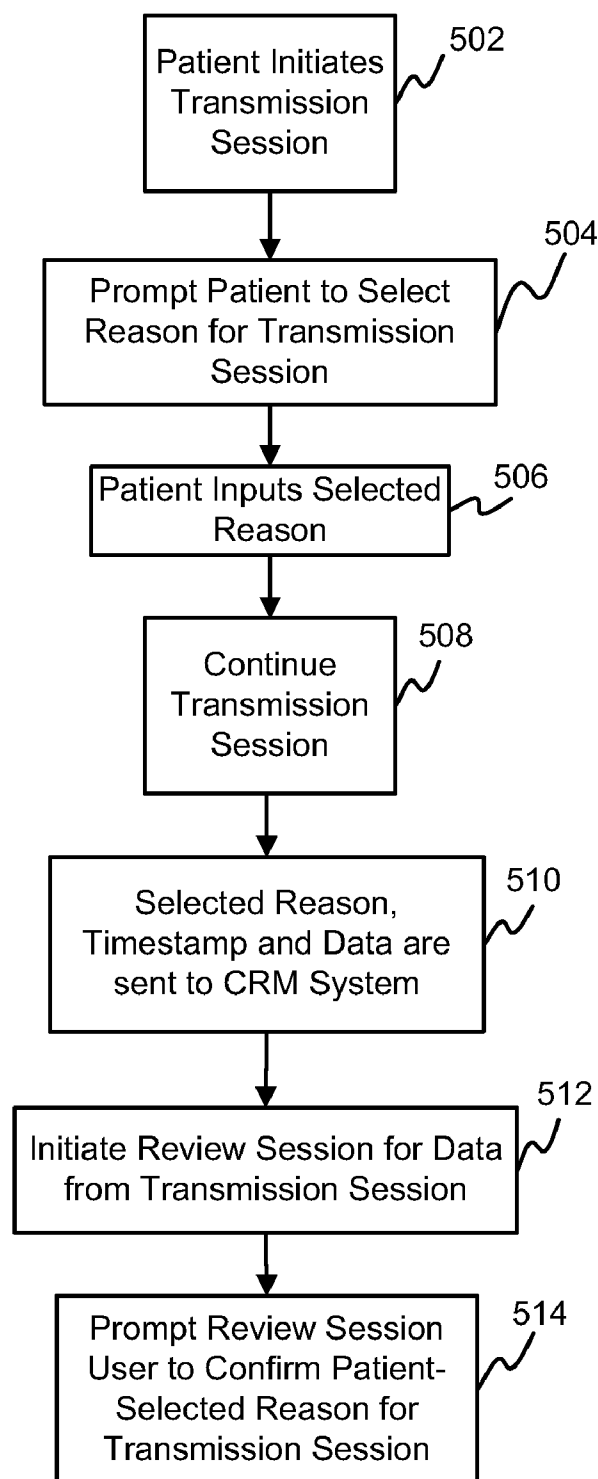 502
Patient Initiates
Transmission
Session
504
Prompt Patient to Select
Reason for Transmission
Session
506
Patient Inputs Selected
Reason
508
Continue
Transmission
Session
510
Selected Reason,
Timestamp and Data are
sent to CRM System
512
Initiate Review Session for Data
from Transmission Session
514
Prompt Review Session
User to Confirm Patient-
Selected Reason for
Transmission Session